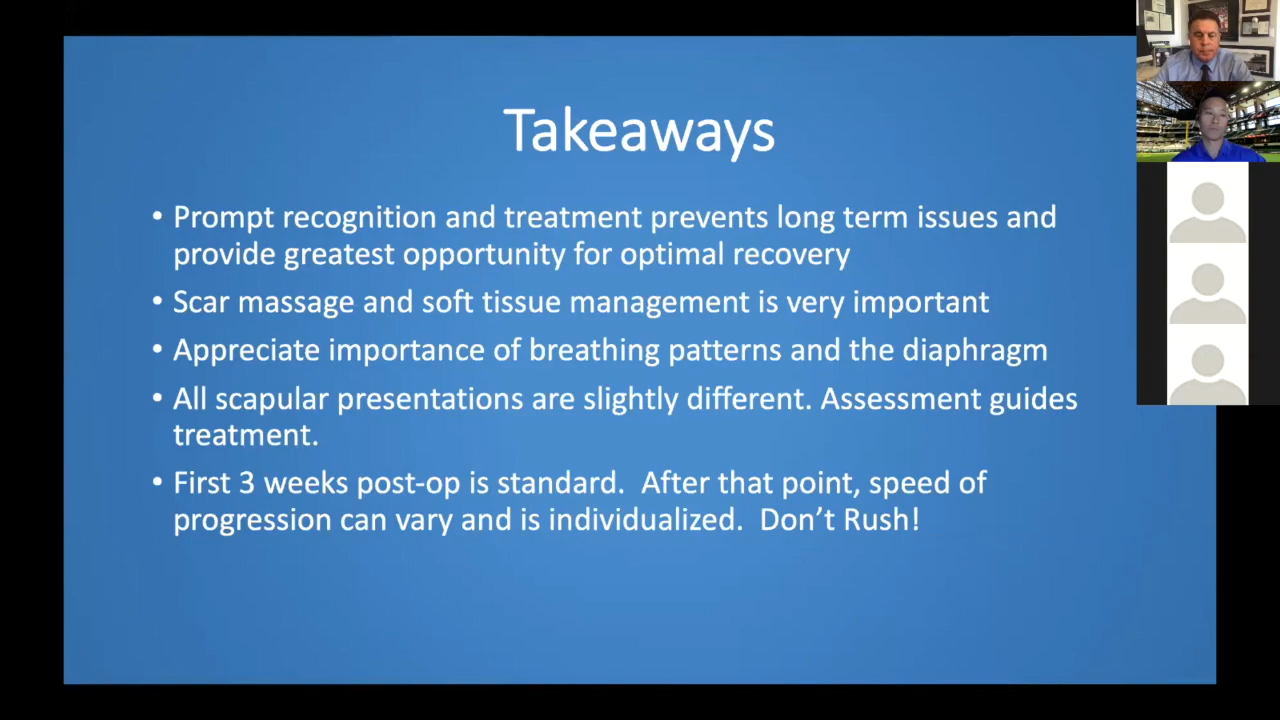 Takeaways
• Prompt recognition and treatment prevents long term issues and
provide greatest opportunity for optimal recovery
• Scar massage and soft tissue management is very important
• Appreciate importance of breathing patterns and the diaphragm
• All scapular presentations are slightly different. Assessment guides
treatment.
• First 3 weeks post-op is standard.  After that point, speed of
progression can vary and is individualized.  Don’t Rush!